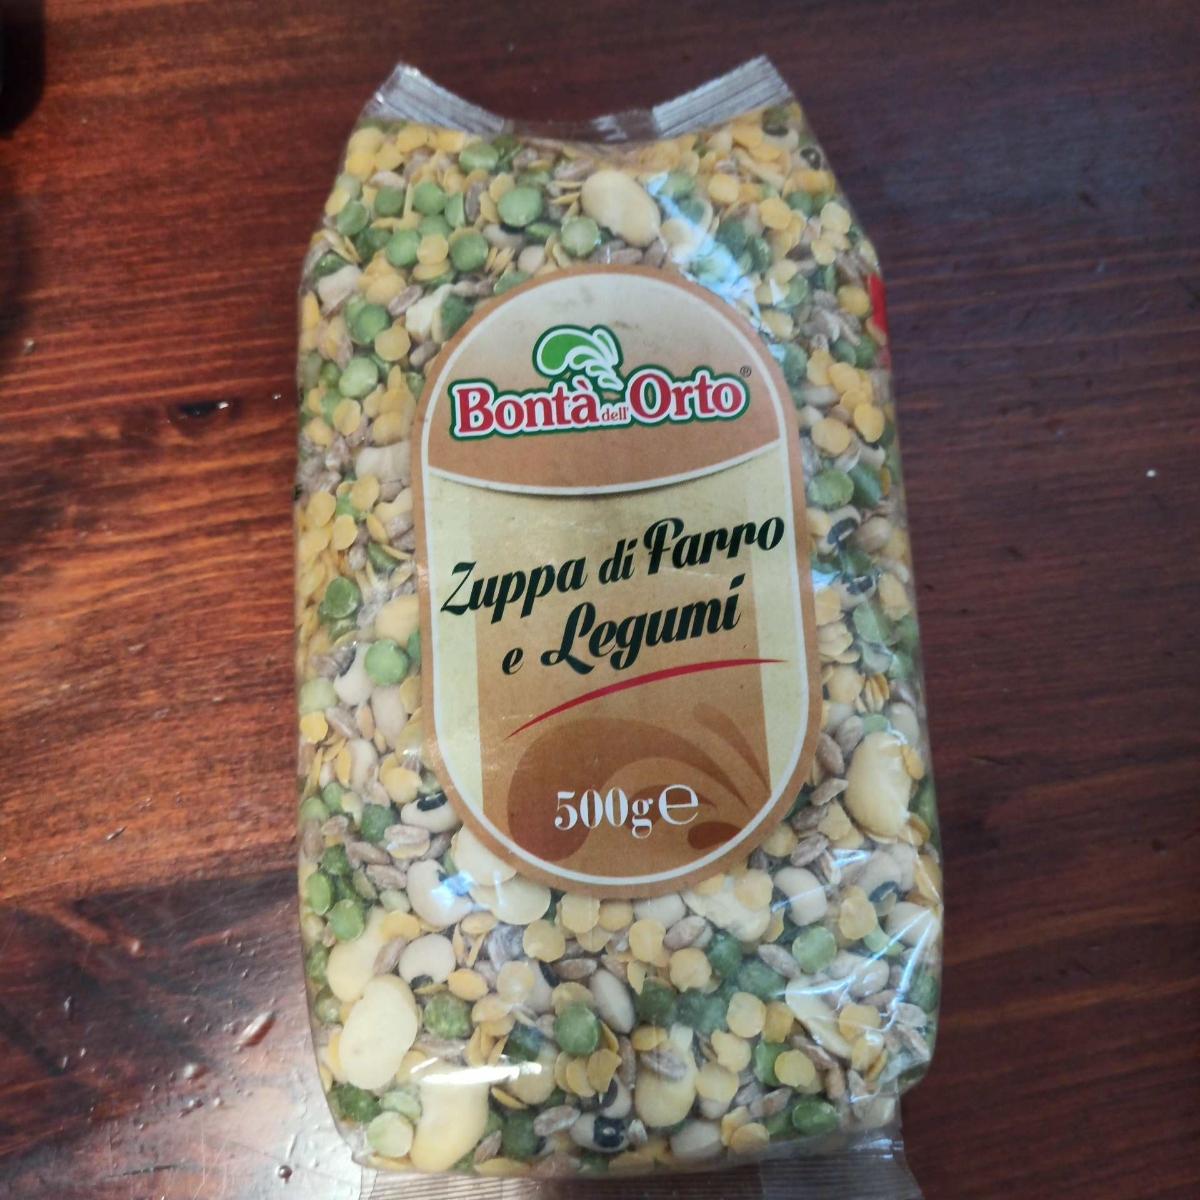 Bontà dell' Orto ®
Zuppa di Farro
e Legumi
500g ℮